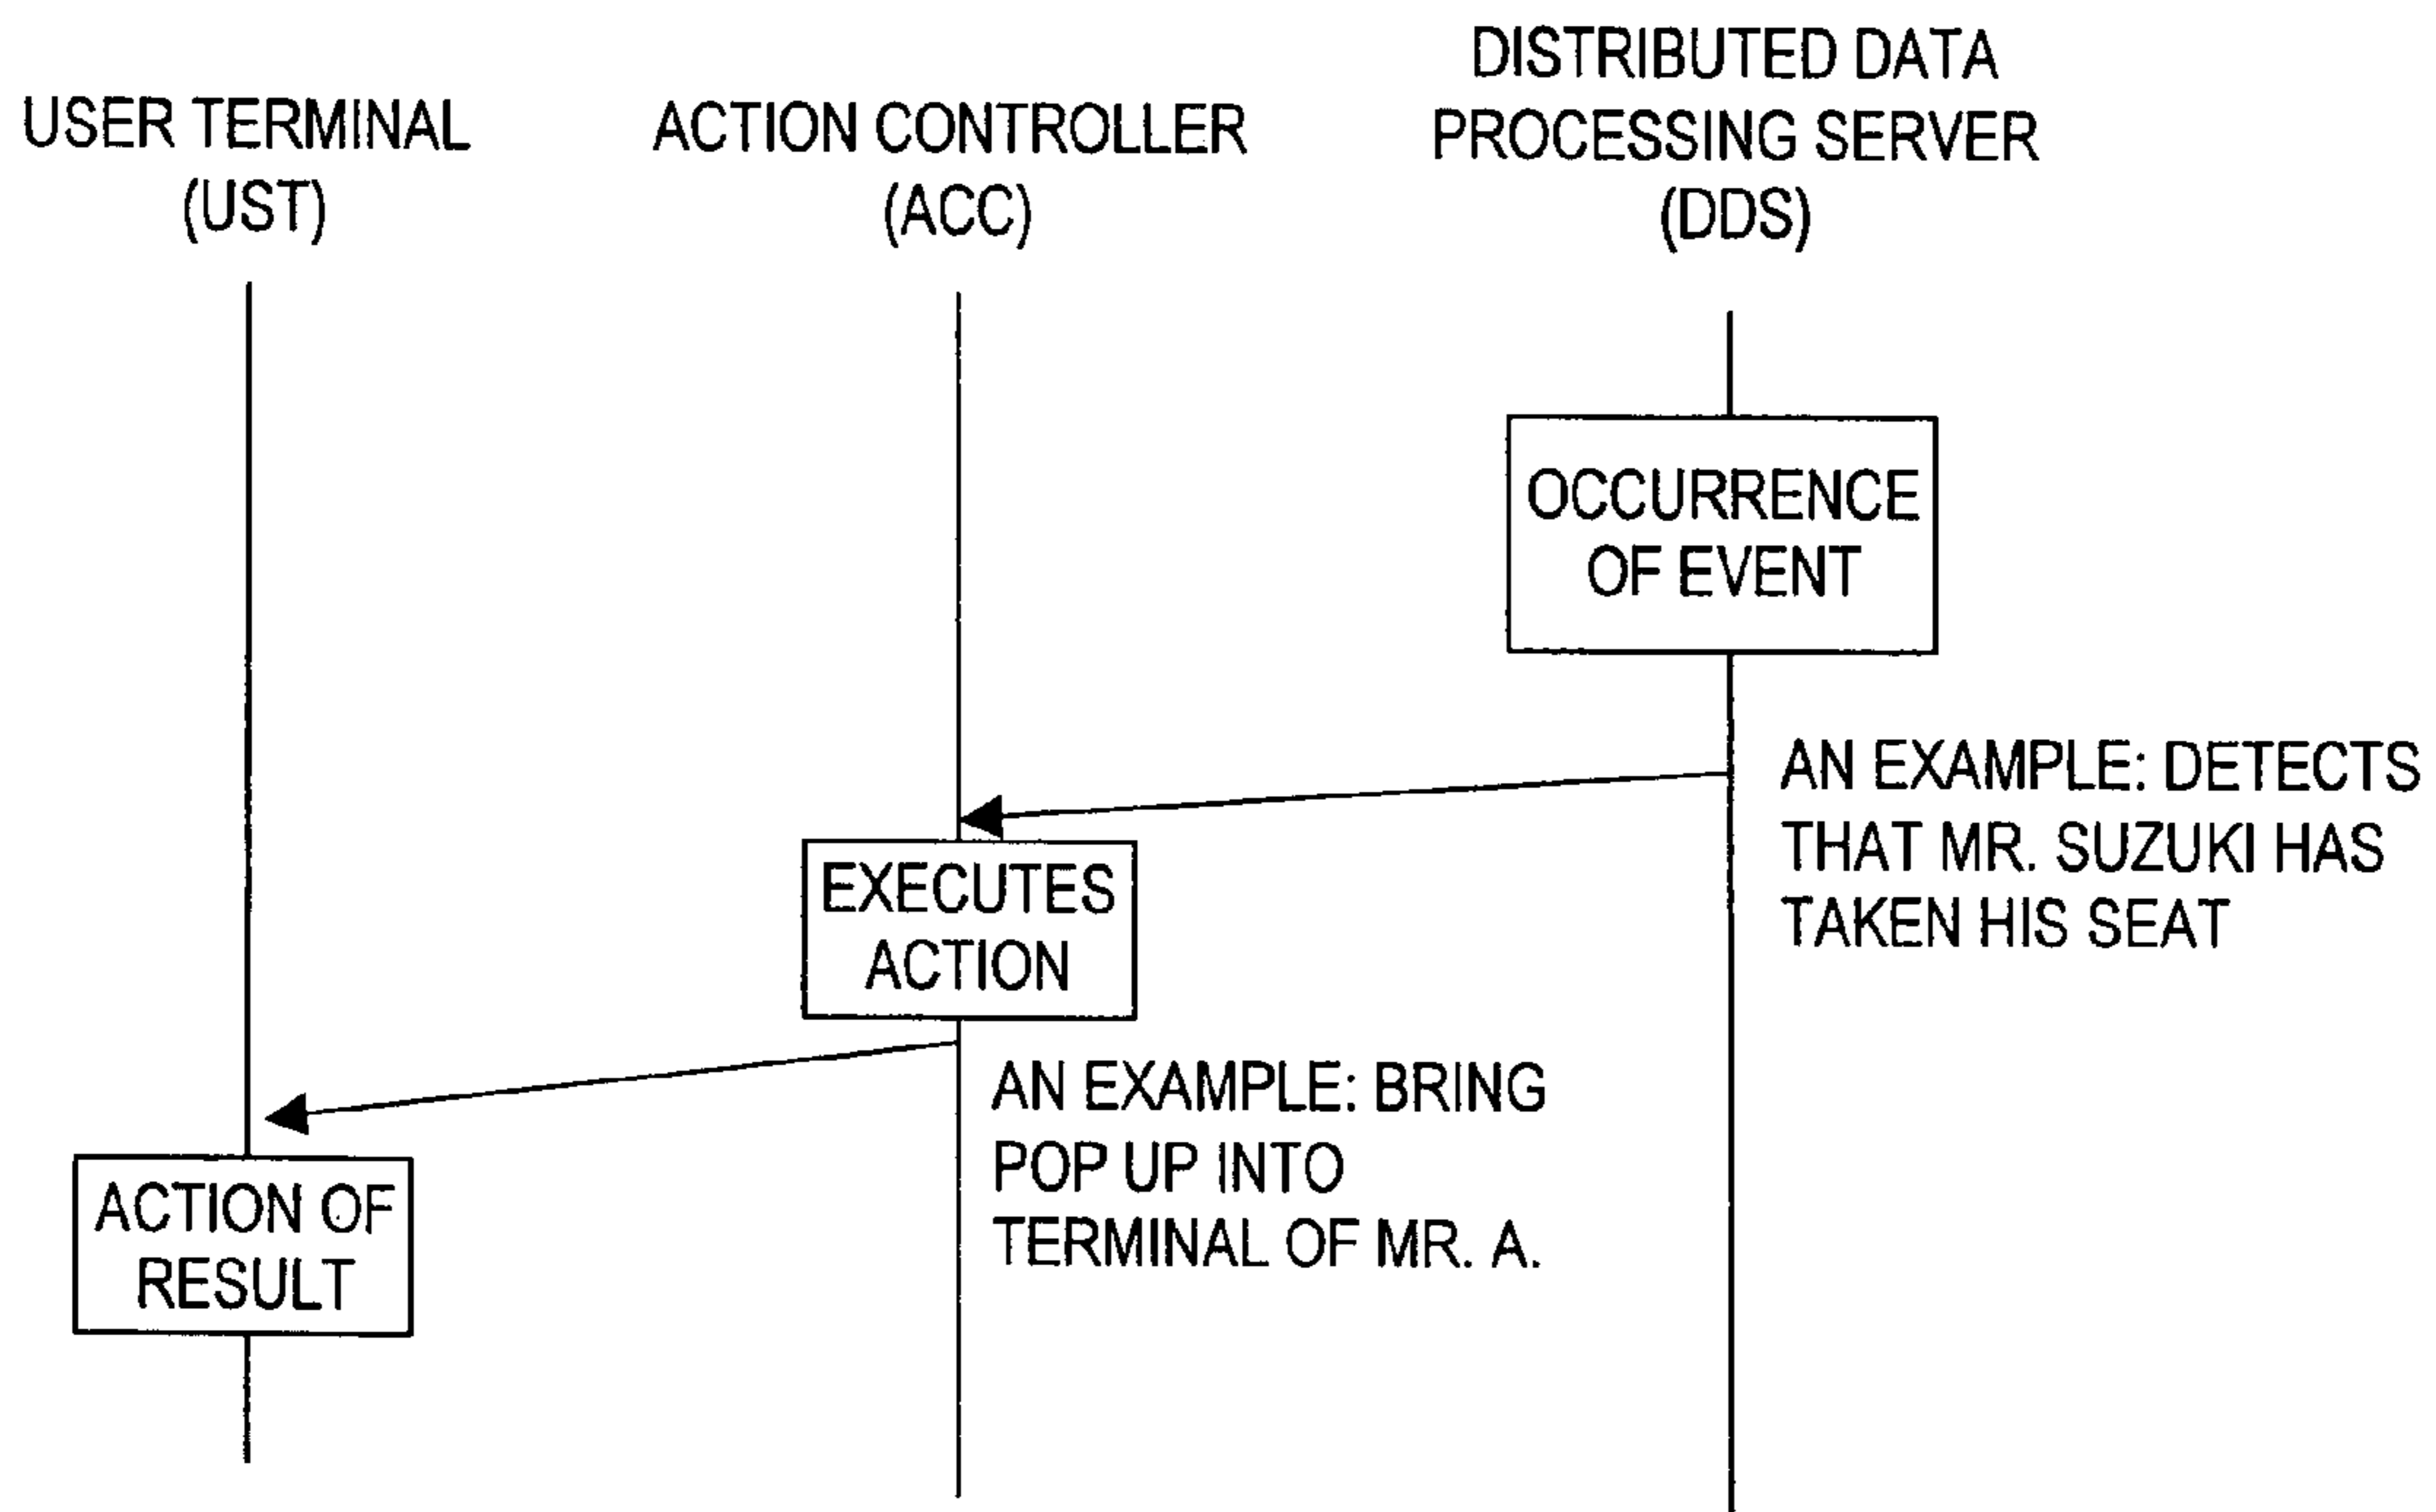 USER TERMINAL
(UST)
ACTION CONTROLLER
(ACC)
DISTRIBUTED DATA
PROCESSING SERVER
(DDS)
OCCURRENCE
OF EVENT
AN EXAMPLE: DETECTS
THAT MR. SUZUKI HAS
TAKEN HIS SEAT
EXECUTES
ACTION
AN EXAMPLE: BRING
POP UP INTO
TERMINAL OF MR. A.
ACTION OF
RESULT